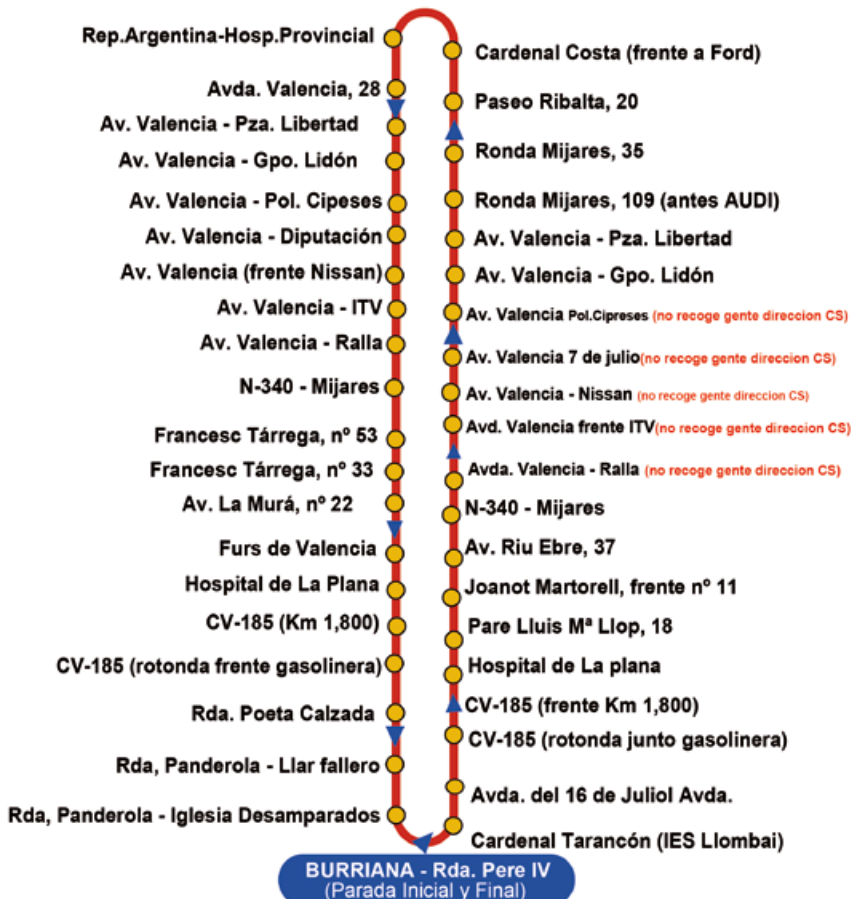 Rep.Argentina-Hosp.Provincial
Avda. Valencia, 28
Av. Valencia - Pza. Libertad
Av. Valencia - Gpo. Lidón
Av. Valencia - Pol. Cipeses
Av. Valencia - Diputación
Av. Valencia (frente Nissan)
Av. Valencia - ITV
Av. Valencia - Ralla
N-340 - Mijares
Francesc Tárrega, nº 53
Francesc Tárrega, nº 33
Av. La Murá, nº 22
Furs de Valencia
Hospital de La Plana
CV-185 (Km 1,800)
CV-185 (rotonda frente gasolinera)
Rda. Poeta Calzada
Rda, Panderola - Llar fallero
Rda, Panderola - Iglesia Desamparados
Cardenal Costa (frente a Ford)
Paseo Ribalta, 20
Ronda Mijares, 35
Ronda Mijares, 109 (antes AUDI)
Av. Valencia - Pza. Libertad
Av. Valencia - Gpo. Lidón
Av. Valencia Pol.Cipreses (no recoge gente direccion CS)
Av. Valencia 7 de julio(no recoge gente direccion CS)
Av. Valencia - Nissan (no recoge gente direccion CS)
Avd. Valencia frente ITV(no recoge gente direccion CS)
Avda. Valencia - Ralla (no recoge gente direccion CS)
N-340 - Mijares
Av. Riu Ebre, 37
Joanot Martorell, frente nº 11
Pare Lluis Mª Llop, 18
Hospital de La plana
CV-185 (frente Km 1,800)
CV-185 (rotonda junto gasolinera)
Avda. del 16 de Juliol Avda.
Cardenal Tarancón (IES Llombai)
BURRIANA - Rda. Pere IV
(Parada Inicial y Final)